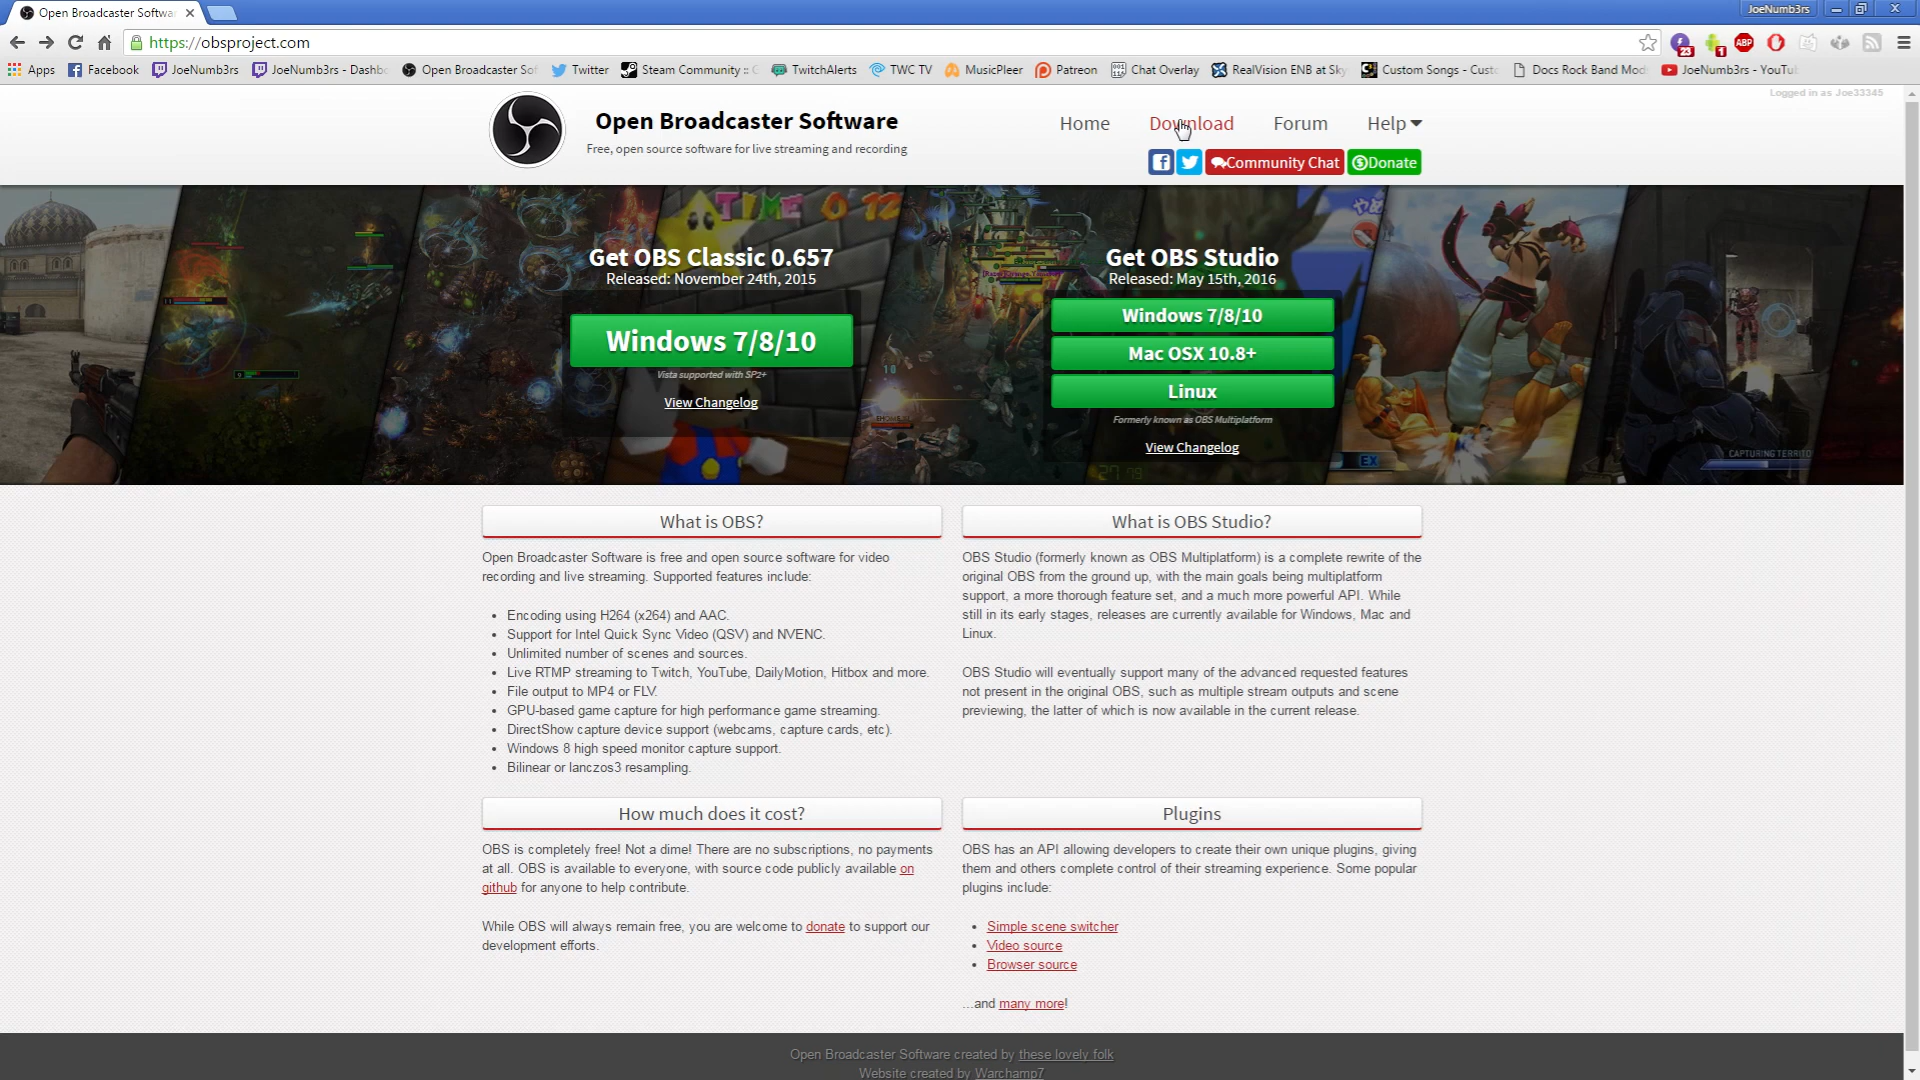 Open Broadcaster Softwa
JoeNumb3rs
https://obsproject.com
23
1
ABP
Apps
Facebook
JoeNumb3rs
JoeNumb3rs - Dashbo
Open Broadcaster Sof
Twitter
Steam Community ::
TwitchAlerts
TWC TV
MusicPleer
Patreon
Chat Overlay
RealVision ENB at Sky
Custom Songs - Custo
Docs Rock Band Mod
JoeNumb3rs - YouTu
Logged in as Joe33345
Open Broadcaster Software
Free, open source software for live streaming and recording
Home
Download
Forum
Help
Community Chat
Donate
TIME 0 12
Get OBS Classic 0.657
Released: November 24th, 2015
Windows 7/8/10
Vista supported with SP2+
View Changelog
Get OBS Studio
Released: May 15th, 2016
Windows 7/8/10
Mac OSX 10.8+
Linux
Formerly known as OBS Multiplatform
View Changelog
EX
CAPTURING TERRITO
What is OBS?
Open Broadcaster Software is free and open source software for video
recording and live streaming. Supported features include:
• Encoding using H264 (x264) and AAC.
• Support for Intel Quick Sync Video (QSV) and NVENC.
• Unlimited number of scenes and sources.
• Live RTMP streaming to Twitch, YouTube, DailyMotion, Hitbox and more.
• File output to MP4 or FLV.
• GPU-based game capture for high performance game streaming.
• DirectShow capture device support (webcams, capture cards, etc).
• Windows 8 high speed monitor capture support.
• Bilinear or lanczos3 resampling.
What is OBS Studio?
OBS Studio (formerly known as OBS Multiplatform) is a complete rewrite of the
original OBS from the ground up, with the main goals being multiplatform
support, a more thorough feature set, and a much more powerful API. While
still in its early stages, releases are currently available for Windows, Mac and
Linux.
OBS Studio will eventually support many of the advanced requested features
not present in the original OBS, such as multiple stream outputs and scene
previewing, the latter of which is now available in the current release.
How much does it cost?
OBS is completely free! Not a dime! There are no subscriptions, no payments
at all. OBS is available to everyone, with source code publicly available on
github for anyone to help contribute.
While OBS will always remain free, you are welcome to donate to support our
development efforts.
Plugins
OBS has an API allowing developers to create their own unique plugins, giving
them and others complete control of their streaming experience. Some popular
plugins include:
• Simple scene switcher
• Video source
• Browser source
...and many more!
Open Broadcaster Software created by these lovely folk
Website created by Warchamp7